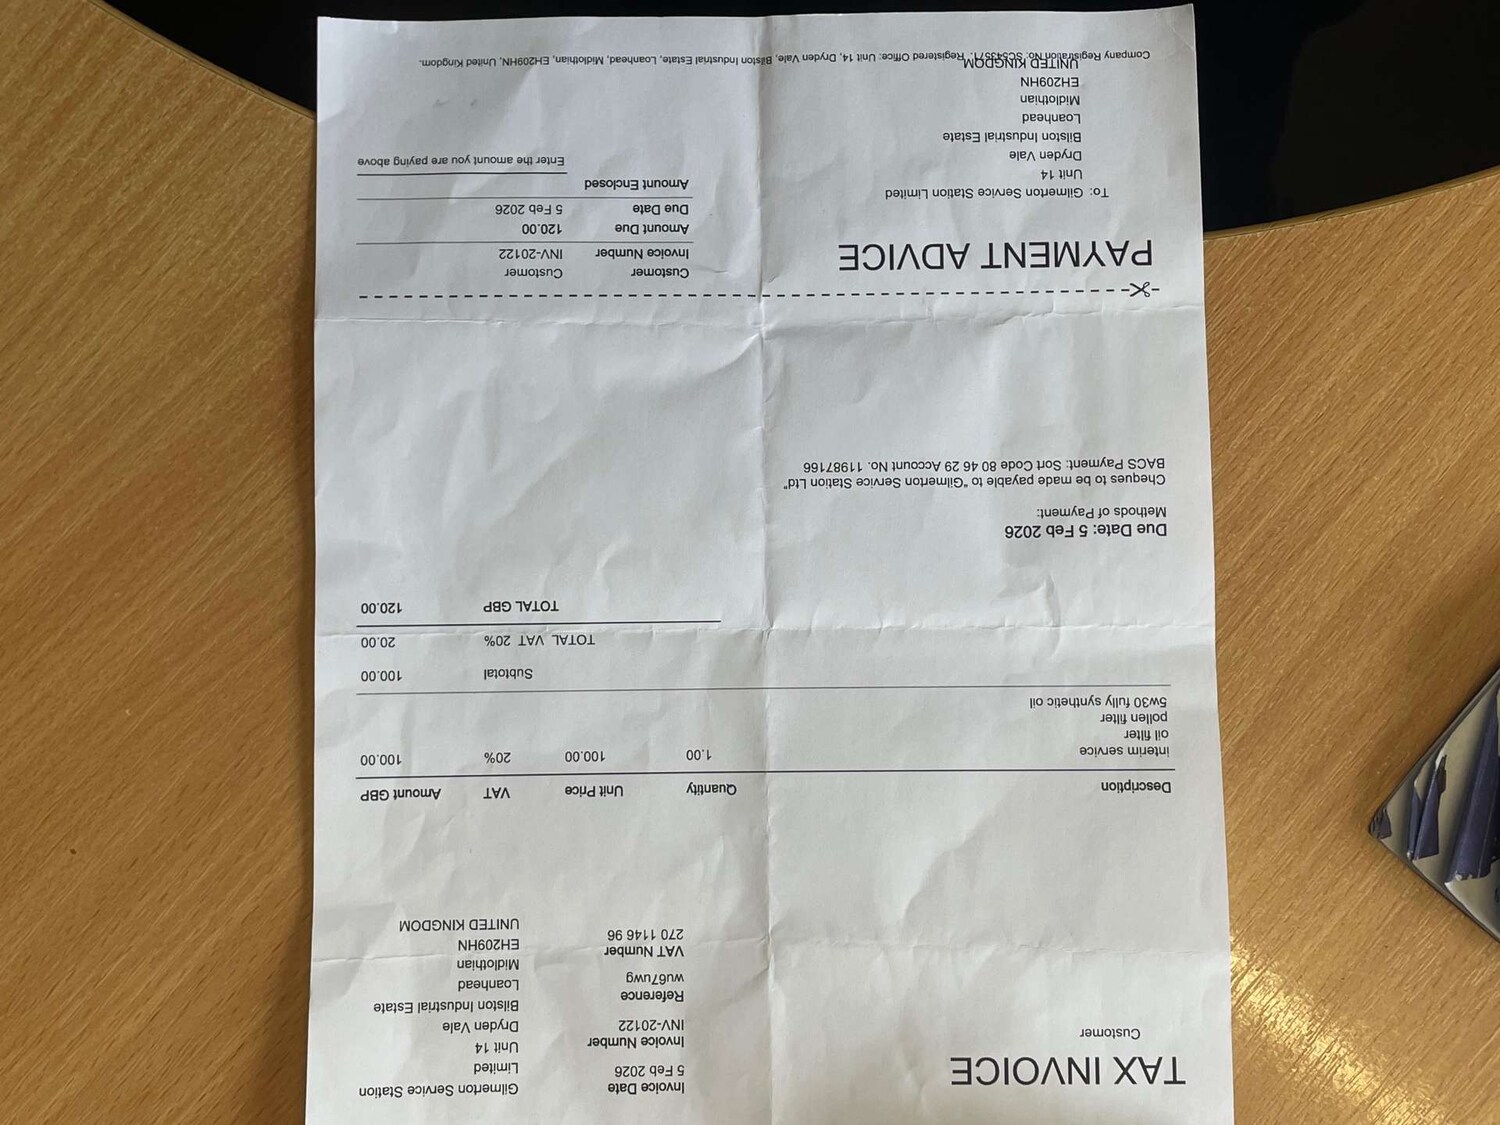 TAX INVOICE
Customer
Invoice Date
5 Feb 2026
Invoice Number
INV-20122
Reference
wu67uwg
VAT Number
270 1146 96
Gilmerton Service Station
Limited
Unit 14
Dryden Vale
Bilston Industrial Estate
Loanhead
Midlothian
EH209HN
UNITED KINGDOM
Description Quantity Unit Price VAT Amount GBP
interim service 1.00 100.00 20% 100.00
oil filter
pollen filter
5w30 fully synthetic oil
Subtotal 100.00
TOTAL VAT 20% 20.00
TOTAL GBP 120.00
Due Date: 5 Feb 2026
Methods of Payment:
Cheques to be made payable to "Gilmerton Service Station Ltd"
BACS Payment: Sort Code 80 46 29 Account No. 11987166
PAYMENT ADVICE
To: Gilmerton Service Station Limited
Unit 14
Dryden Vale
Bilston Industrial Estate
Loanhead
Midlothian
EH209HN
UNITED KINGDOM
Customer Customer
Invoice Number INV-20122
Amount Due 120.00
Due Date 5 Feb 2026
Amount Enclosed
Enter the amount you are paying above
Company Registration No: SC543571. Registered Office: Unit 14, Dryden Vale, Bilston Industrial Estate, Loanhead, Midlothian, EH209HN, United Kingdom.